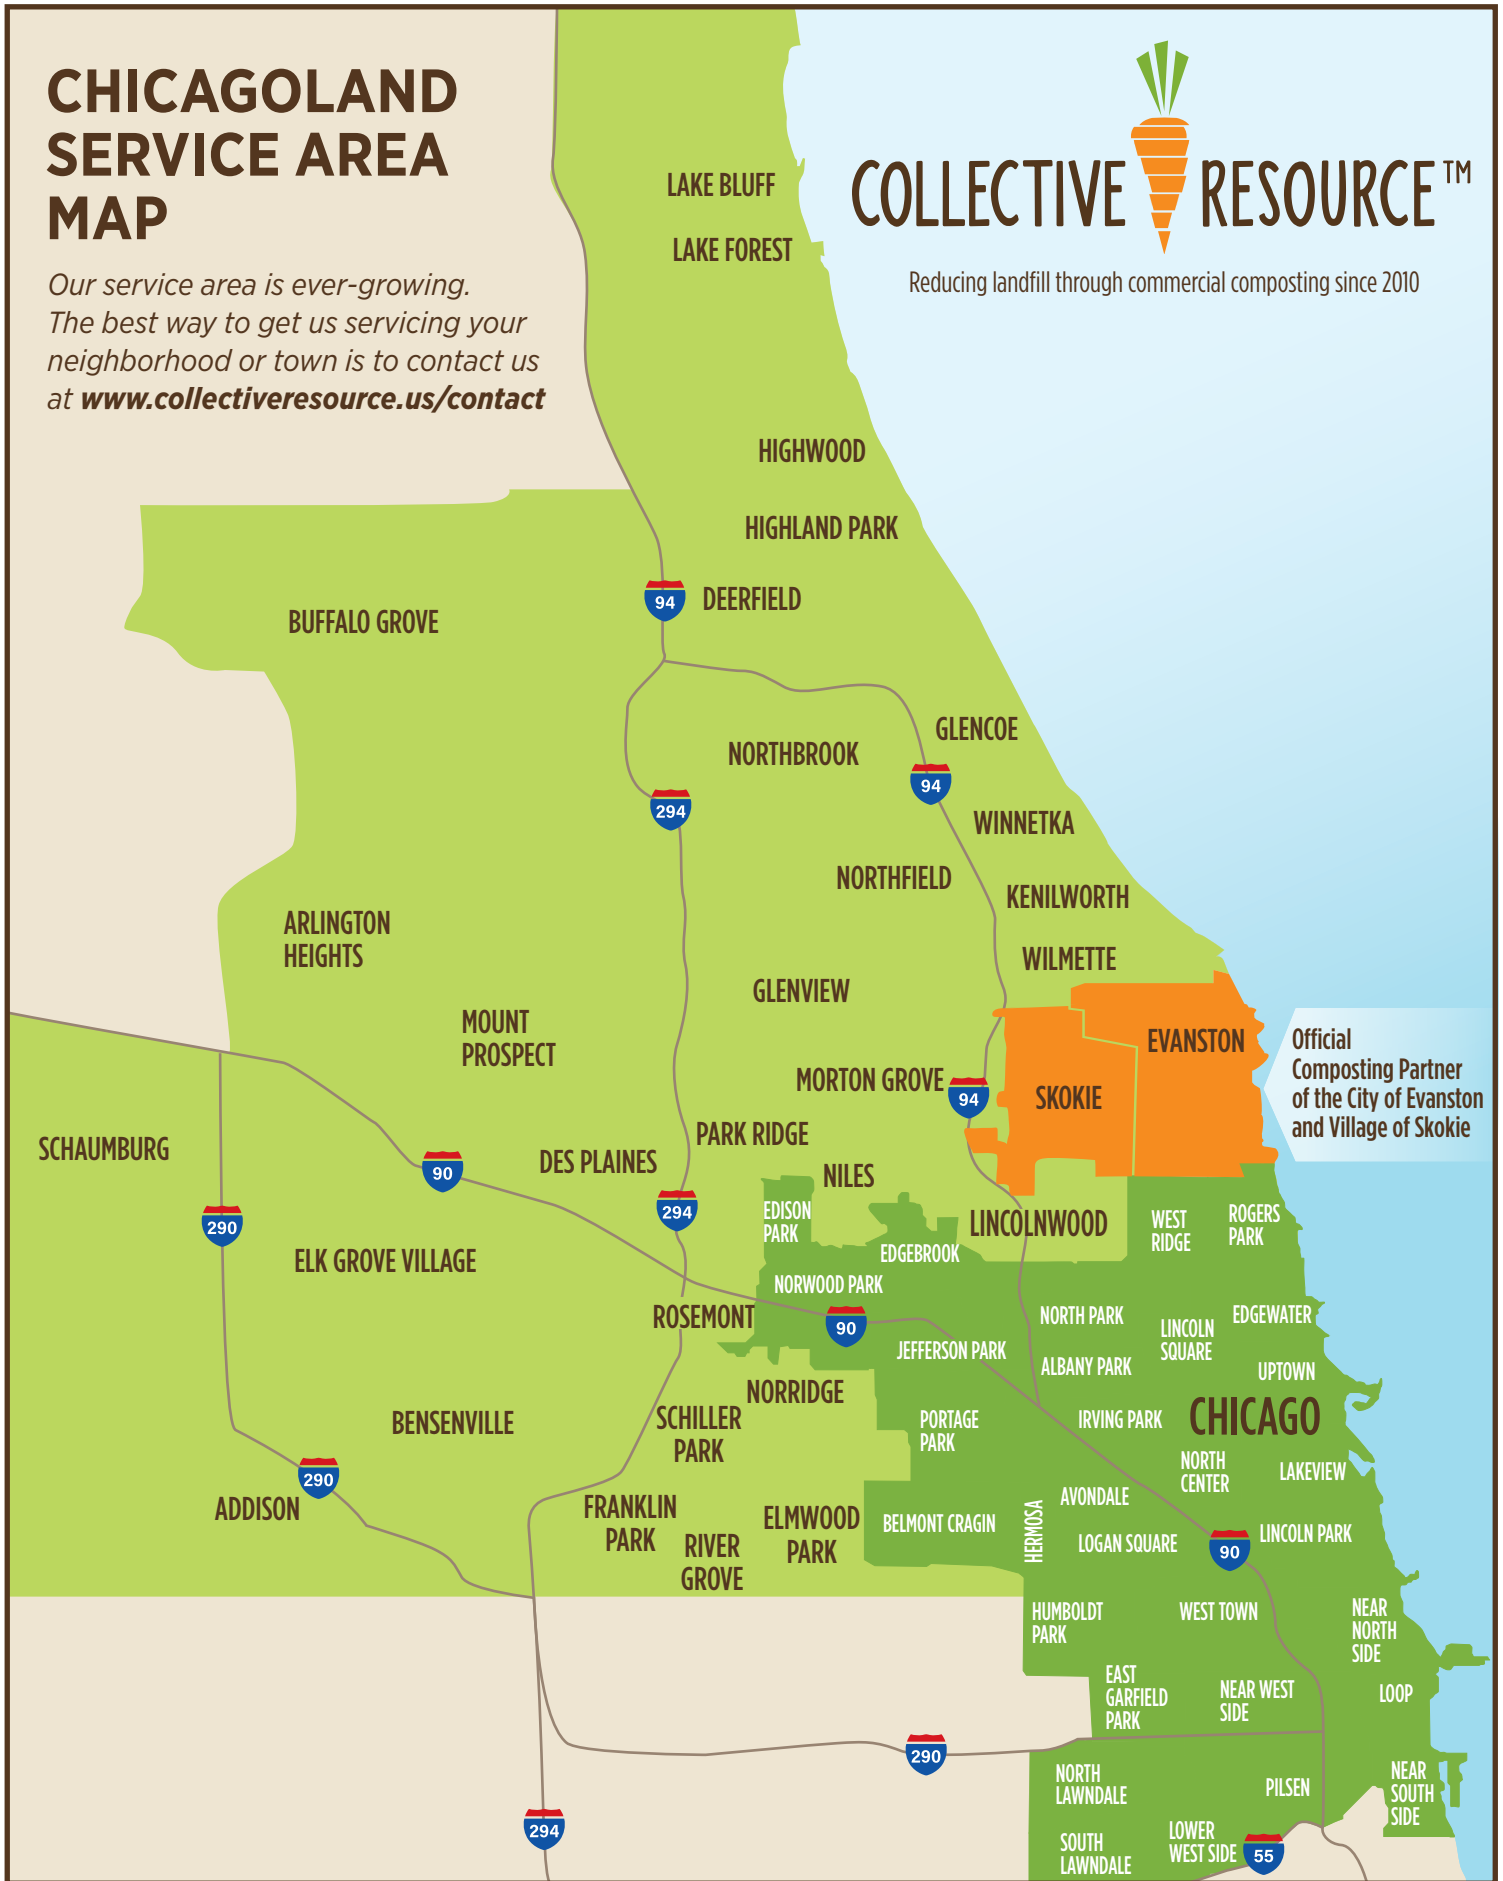 CHICAGOLAND
SERVICE AREA
MAP
Our service area is ever-growing.
The best way to get us servicing your
neighborhood or town is to contact us
at www.collectiveresource.us/contact
COLLECTIVE RESOURCE™
Reducing landfill through commercial composting since 2010
LAKE BLUFF
LAKE FOREST
HIGHWOOD
HIGHLAND PARK
94
DEERFIELD
BUFFALO GROVE
GLENCOE
NORTHBROOK
94
294
WINNETKA
NORTHFIELD
KENILWORTH
ARLINGTON
HEIGHTS
WILMETTE
GLENVIEW
MOUNT
PROSPECT
EVANSTON
Official
Composting Partner
of the City of Evanston
and Village of Skokie
MORTON GROVE
94
SKOKIE
SCHAUMBURG
PARK RIDGE
DES PLAINES
90
NILES
294
290
EDISON
PARK
LINCOLNWOOD
WEST
RIDGE
ROGERS
PARK
EDGEBROOK
ELK GROVE VILLAGE
NORWOOD PARK
ROSEMONT
90
NORTH PARK
LINCOLN
SQUARE
EDGEWATER
JEFFERSON PARK
ALBANY PARK
UPTOWN
NORRIDGE
SCHILLER
PARK
BENSENVILLE
PORTAGE
PARK
IRVING PARK
CHICAGO
NORTH
CENTER
LAKEVIEW
290
ADDISON
FRANKLIN
PARK
RIVER
GROVE
ELMWOOD
PARK
BELMONT CRAGIN
HERMOSA
AVONDALE
LOGAN SQUARE
90
LINCOLN PARK
HUMBOLDT
PARK
WEST TOWN
NEAR
NORTH
SIDE
EAST
GARFIELD
PARK
NEAR WEST
SIDE
LOOP
290
NORTH
LAWNDALE
PILSEN
NEAR
SOUTH
SIDE
294
SOUTH
LAWNDALE
LOWER
WEST SIDE
55